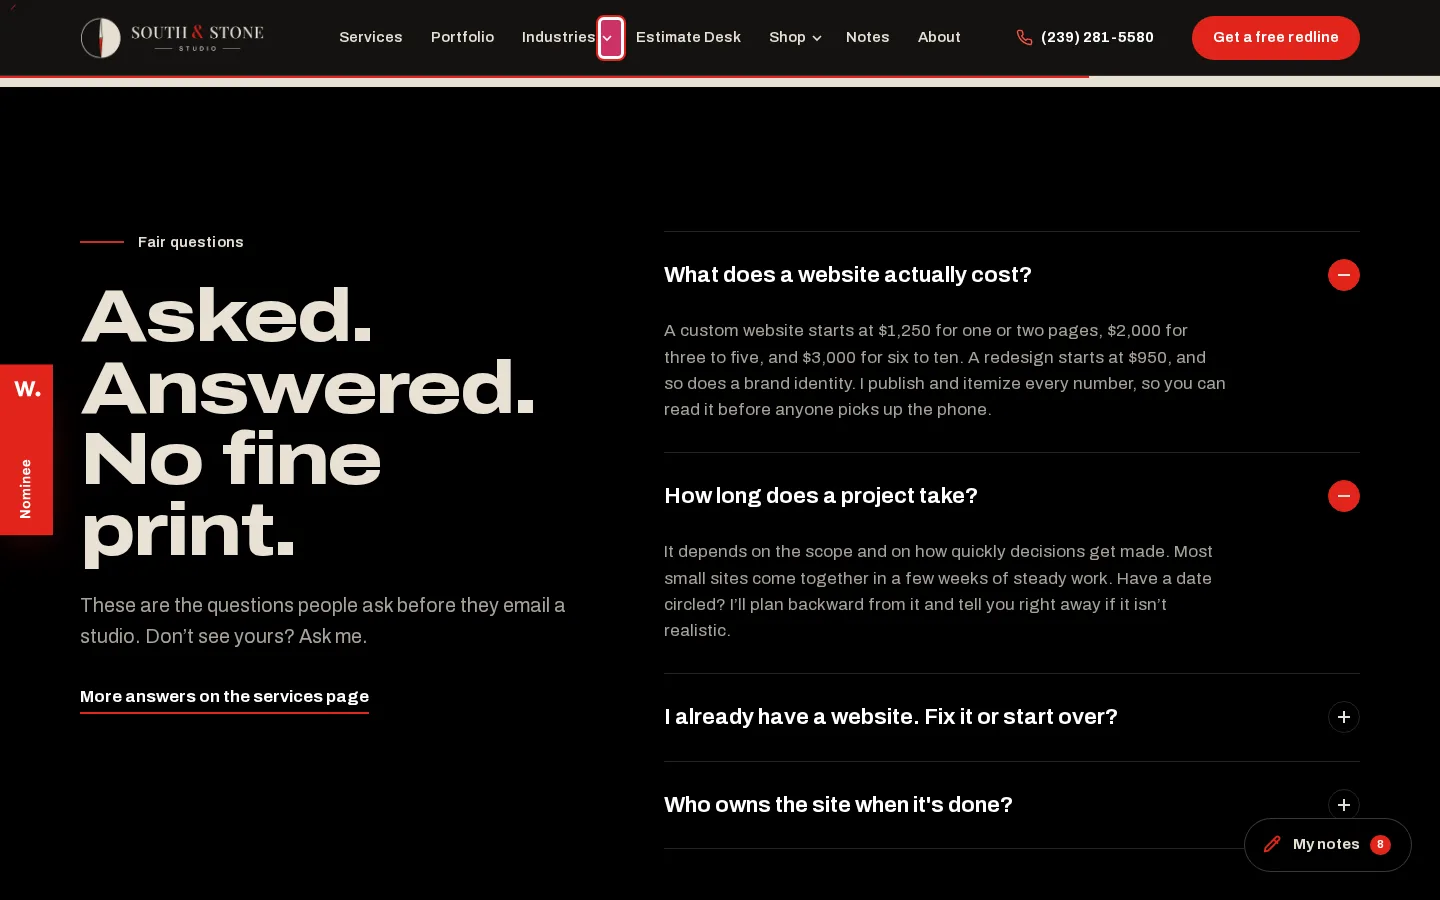 SOUTH & STONE
STUDIO
Services
Portfolio
Industries
Estimate Desk
Shop
Notes
About
(239) 281-5580
Get a free redline
Fair questions
Asked.
Answered.
No fine
print.
These are the questions people ask before they email a
studio. Don’t see yours? Ask me.
More answers on the services page
W.
Nominee
What does a website actually cost?
A custom website starts at $1,250 for one or two pages, $2,000 for
three to five, and $3,000 for six to ten. A redesign starts at $950, and
so does a brand identity. I publish and itemize every number, so you can
read it before anyone picks up the phone.
How long does a project take?
It depends on the scope and on how quickly decisions get made. Most
small sites come together in a few weeks of steady work. Have a date
circled? I’ll plan backward from it and tell you right away if it isn’t
realistic.
I already have a website. Fix it or start over?
Who owns the site when it's done?
My notes 8